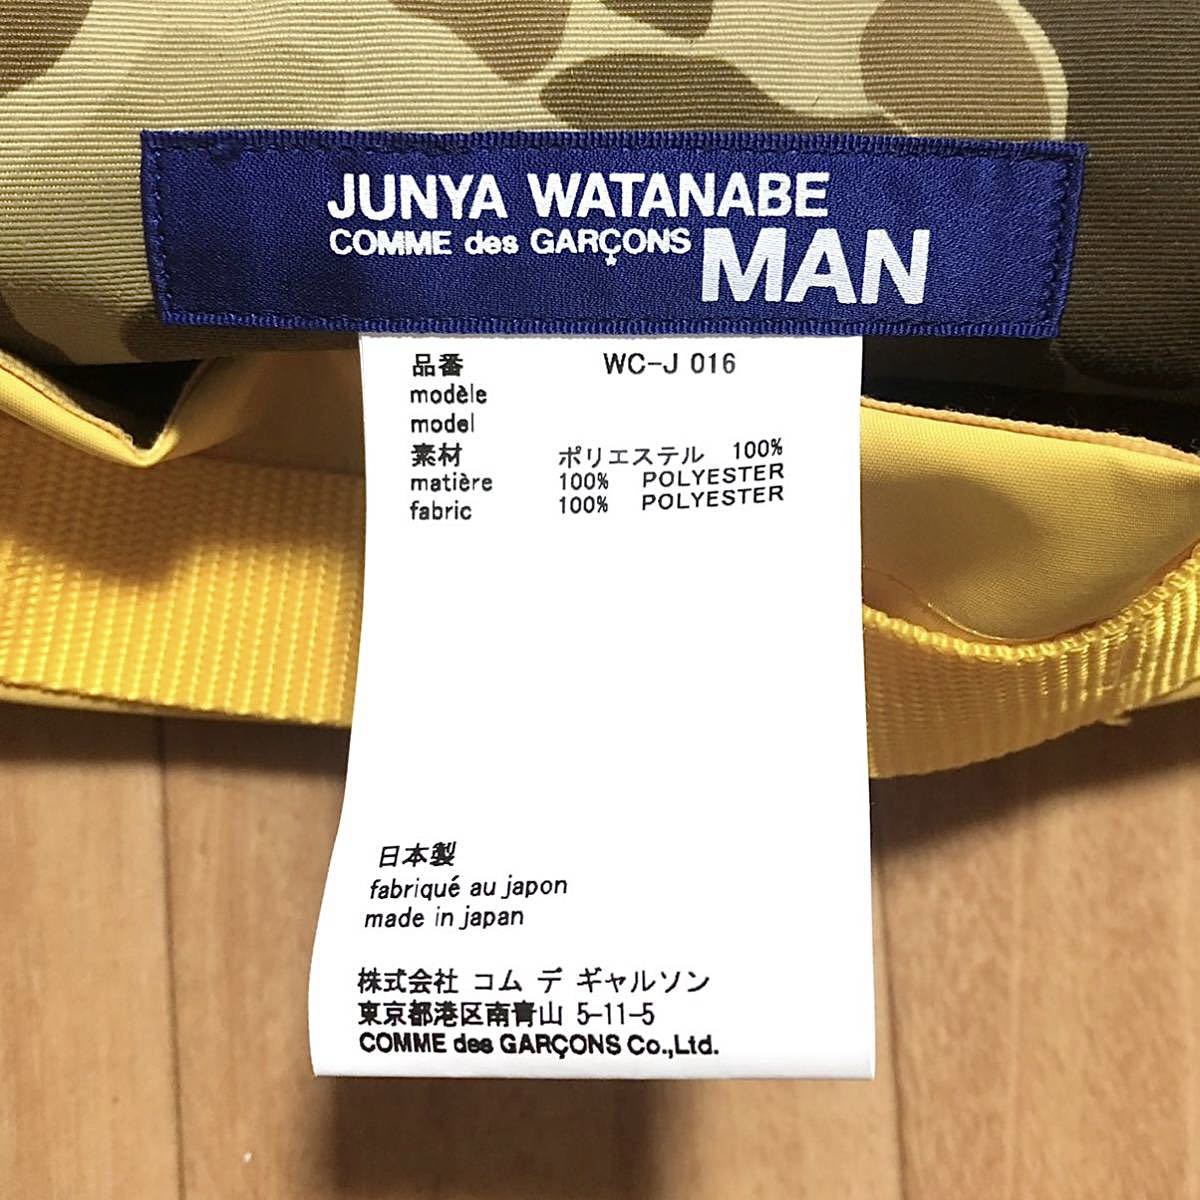 JUNYA WATANABE
COMME des GARÇONS MAN
品番 WC-J 016
modèle
model
素材 ポリエステル 100%
matière 100% POLYESTER
fabric 100% POLYESTER
日本製
fabriqué au japon
made in japan
株式会社 コム デ ギャルソン
東京都港区南青山 5-11-5
COMME des GARÇONS Co.,Ltd.